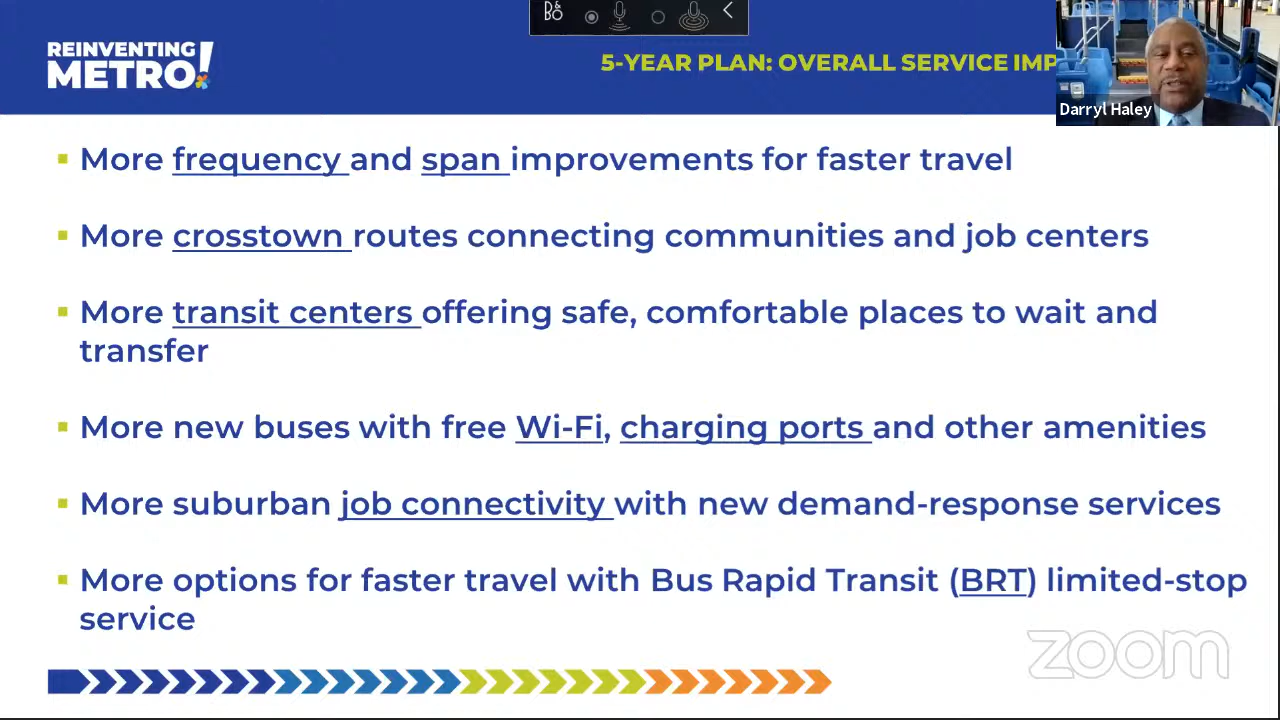 B&
BO
REINVENTING
METRO!
5-YEAR PLAN: OVERALL SERVICE IMP
Darryl Haley
More frequency and span improvements for faster travel
More crosstown routes connecting communities and job centers
More transit centers offering safe, comfortable places to wait and
transfer
More new buses with free Wi-Fi, charging ports and other amenities
More suburban job connectivity with new demand-response services
More options for faster travel with Bus Rapid Transit (BRT) limited-stop
service
zoom